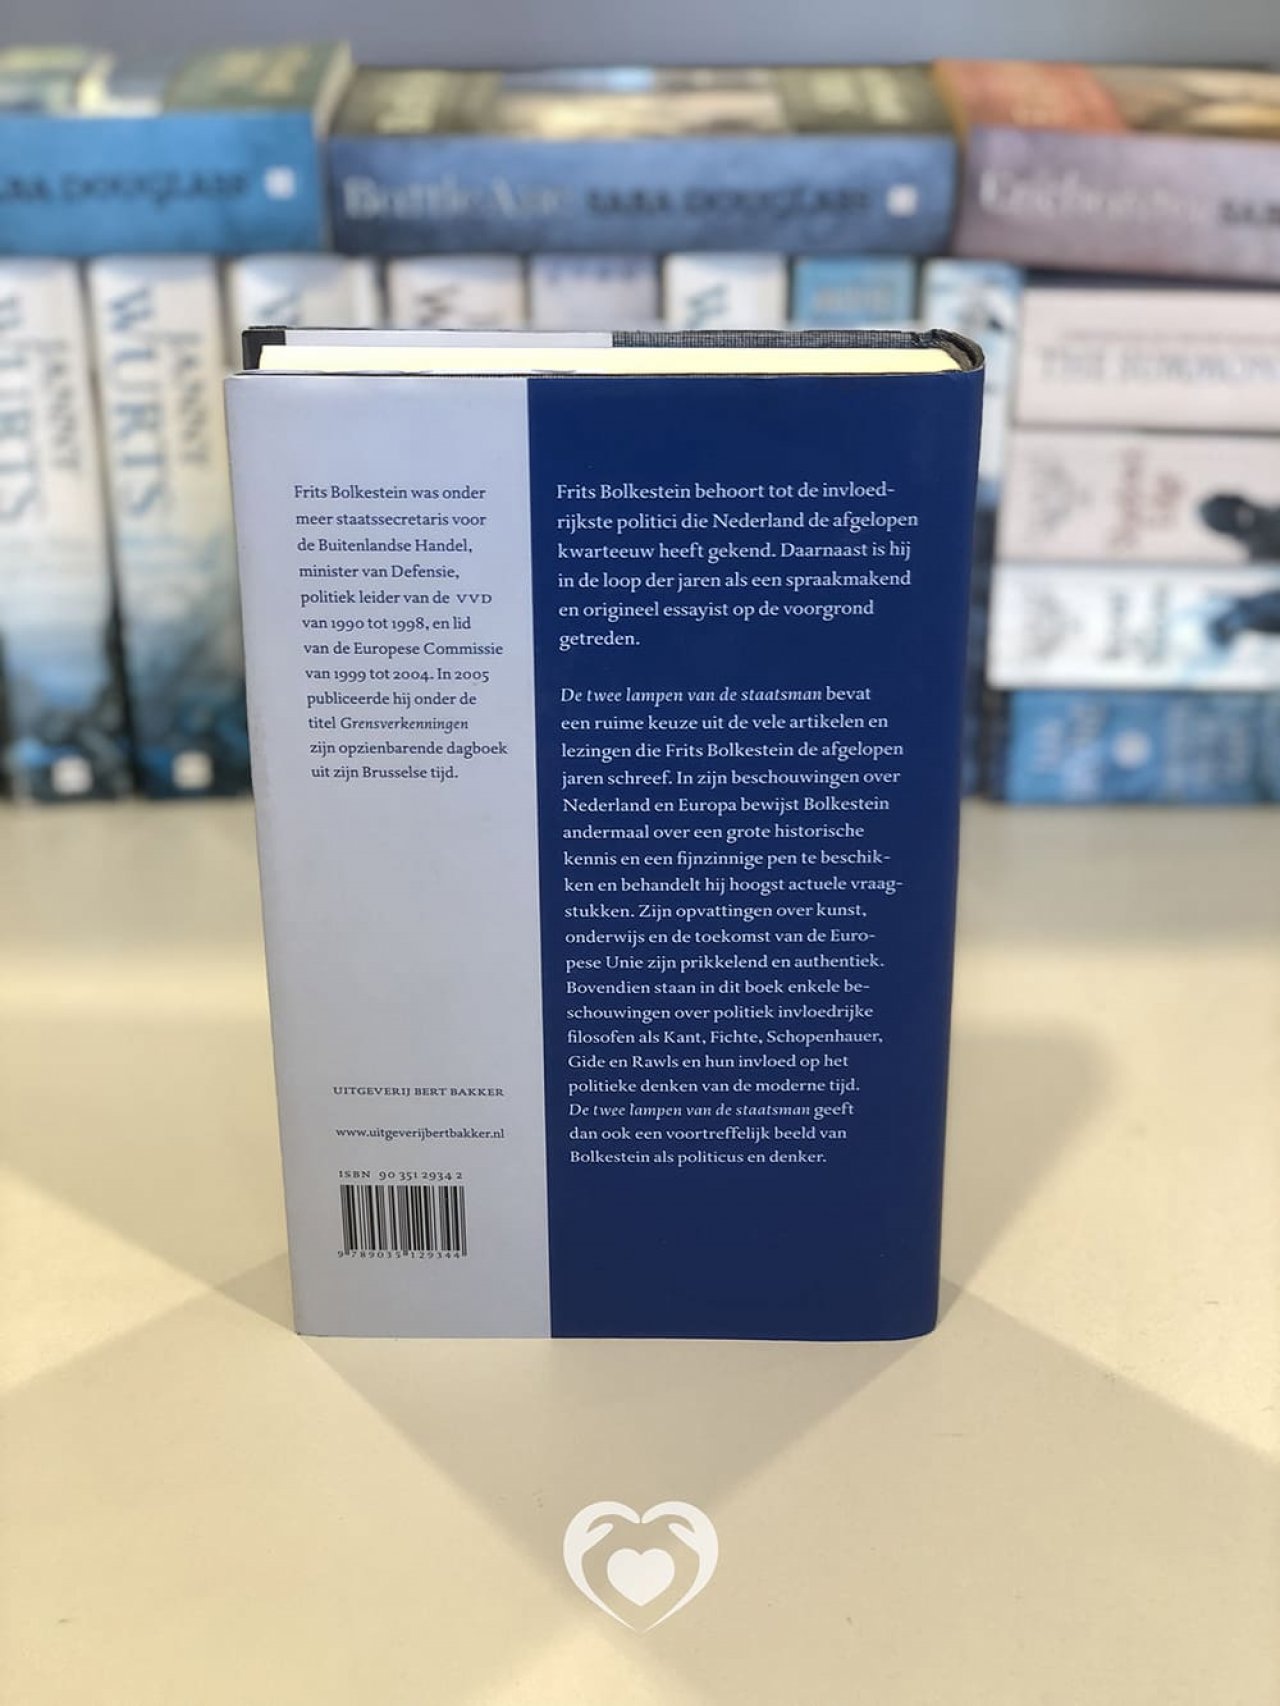 SARA DOUGLASS
BattleAxe SARA DOUGLASS
Enchanter
JANNY
WURTS
JANNY
WURTS
Frits Bolkestein was onder
meer staatssecretaris voor
de Buitenlandse Handel,
minister van Defensie,
politiek leider van de VVD
van 1990 tot 1998, en lid
van de Europese Commissie
van 1999 tot 2004. In 2005
publiceerde hij onder de
titel Grensverkenningen
zijn opzienbarende dagboek
uit zijn Brusselse tijd.
UITGEVERIJ BERT BAKKER
www.uitgeverijbertbakker.nl
ISBN 90 351 2934 2
9 789035 129344
Frits Bolkestein behoort tot de invloed-
rijkste politici die Nederland de afgelopen
kwarteeuw heeft gekend. Daarnaast is hij
in de loop der jaren als een spraakmakend
en origineel essayist op de voorgrond
getreden.
De twee lampen van de staatsman bevat
een ruime keuze uit de vele artikelen en
lezingen die Frits Bolkestein de afgelopen
jaren schreef. In zijn beschouwingen over
Nederland en Europa bewijst Bolkestein
andermaal over een grote historische
kennis en een fijnzinnige pen te beschik-
ken en behandelt hij hoogst actuele vraag-
stukken. Zijn opvattingen over kunst,
onderwijs en de toekomst van de Euro-
pese Unie zijn prikkelend en authentiek.
Bovendien staan in dit boek enkele be-
schouwingen over politiek invloedrijke
filosofen als Kant, Fichte, Schopenhauer,
Gide en Rawls en hun invloed op het
politieke denken van de moderne tijd.
De twee lampen van de staatsman geeft
dan ook een voortreffelijk beeld van
Bolkestein als politicus en denker.